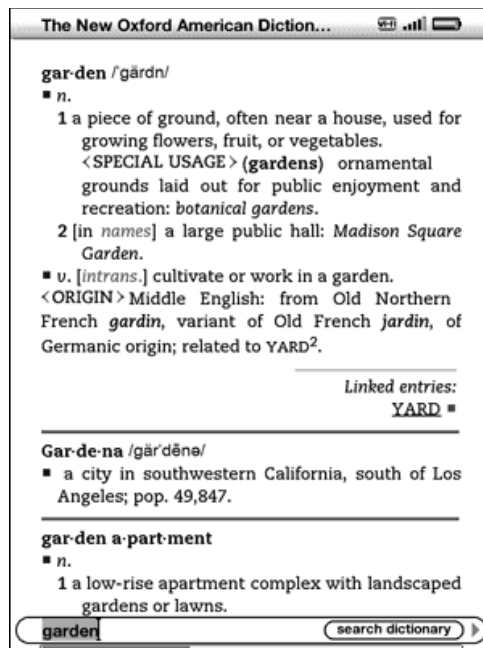 The New Oxford American Diction...
gar·den /ˈgärdn/
▪ n.
1 a piece of ground, often near a house, used for
growing flowers, fruit, or vegetables.
<SPECIAL USAGE> (gardens) ornamental
grounds laid out for public enjoyment and
recreation: botanical gardens.
2 [in names] a large public hall: Madison Square
Garden.
▪ v. [intrans.] cultivate or work in a garden.
<ORIGIN> Middle English: from Old Northern
French gardin, variant of Old French jardin, of
Germanic origin; related to YARD².
Linked entries:
YARD ▪
Gar·de·na /gärˈdēnə/
▪ a city in southwestern California, south of Los
Angeles; pop. 49,847.
gar·den a·part·ment
▪ n.
1 a low-rise apartment complex with landscaped
gardens or lawns.
garden search dictionary